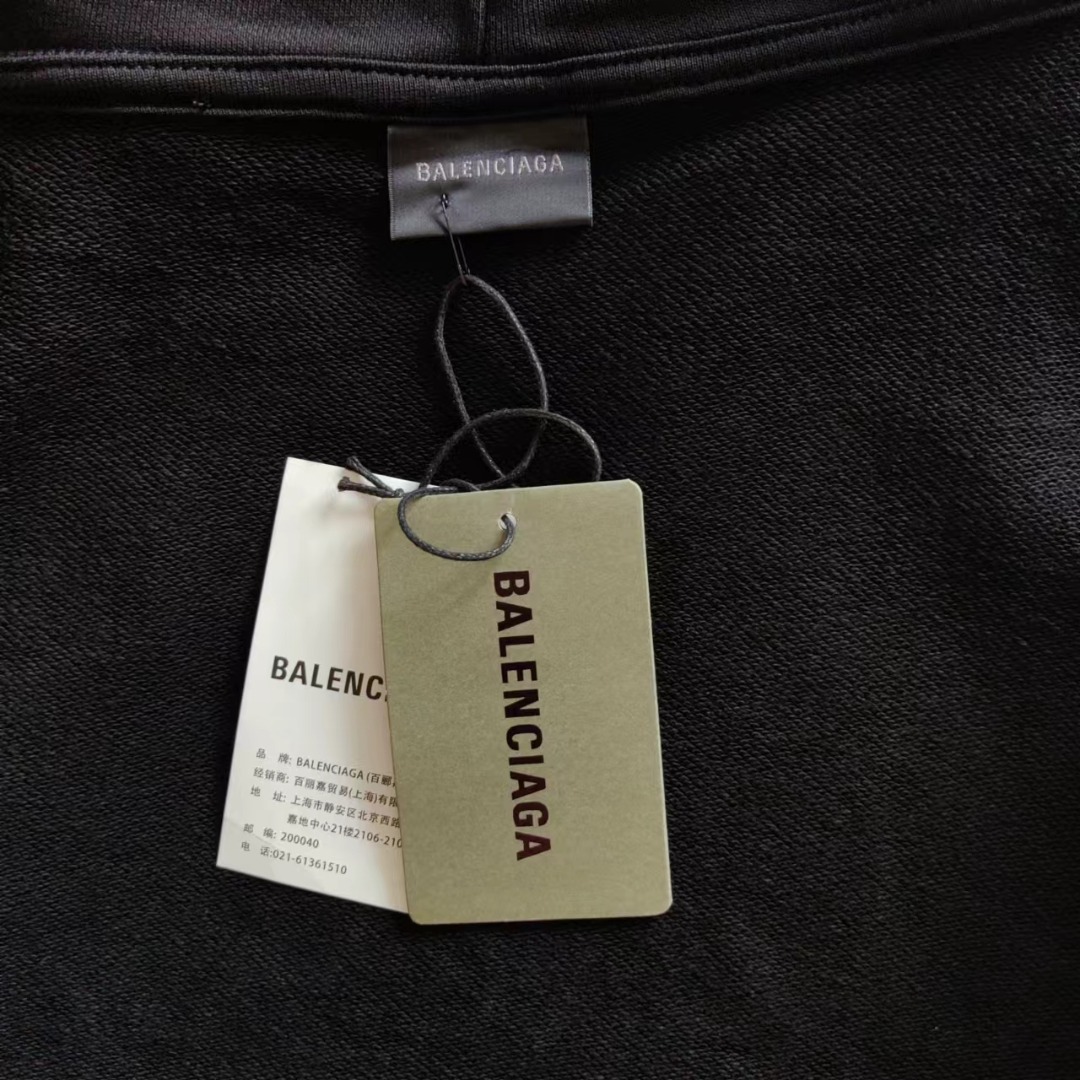 BALENCIAGA
BALENC
品 牌: BALENCIAGA (百郦
经销商: 百丽嘉贸易(上海)有限
地 址: 上海市静安区北京西路
嘉地中心21楼2106-210
邮 编: 200040
电 话:021-61361510
BALENCIAGA